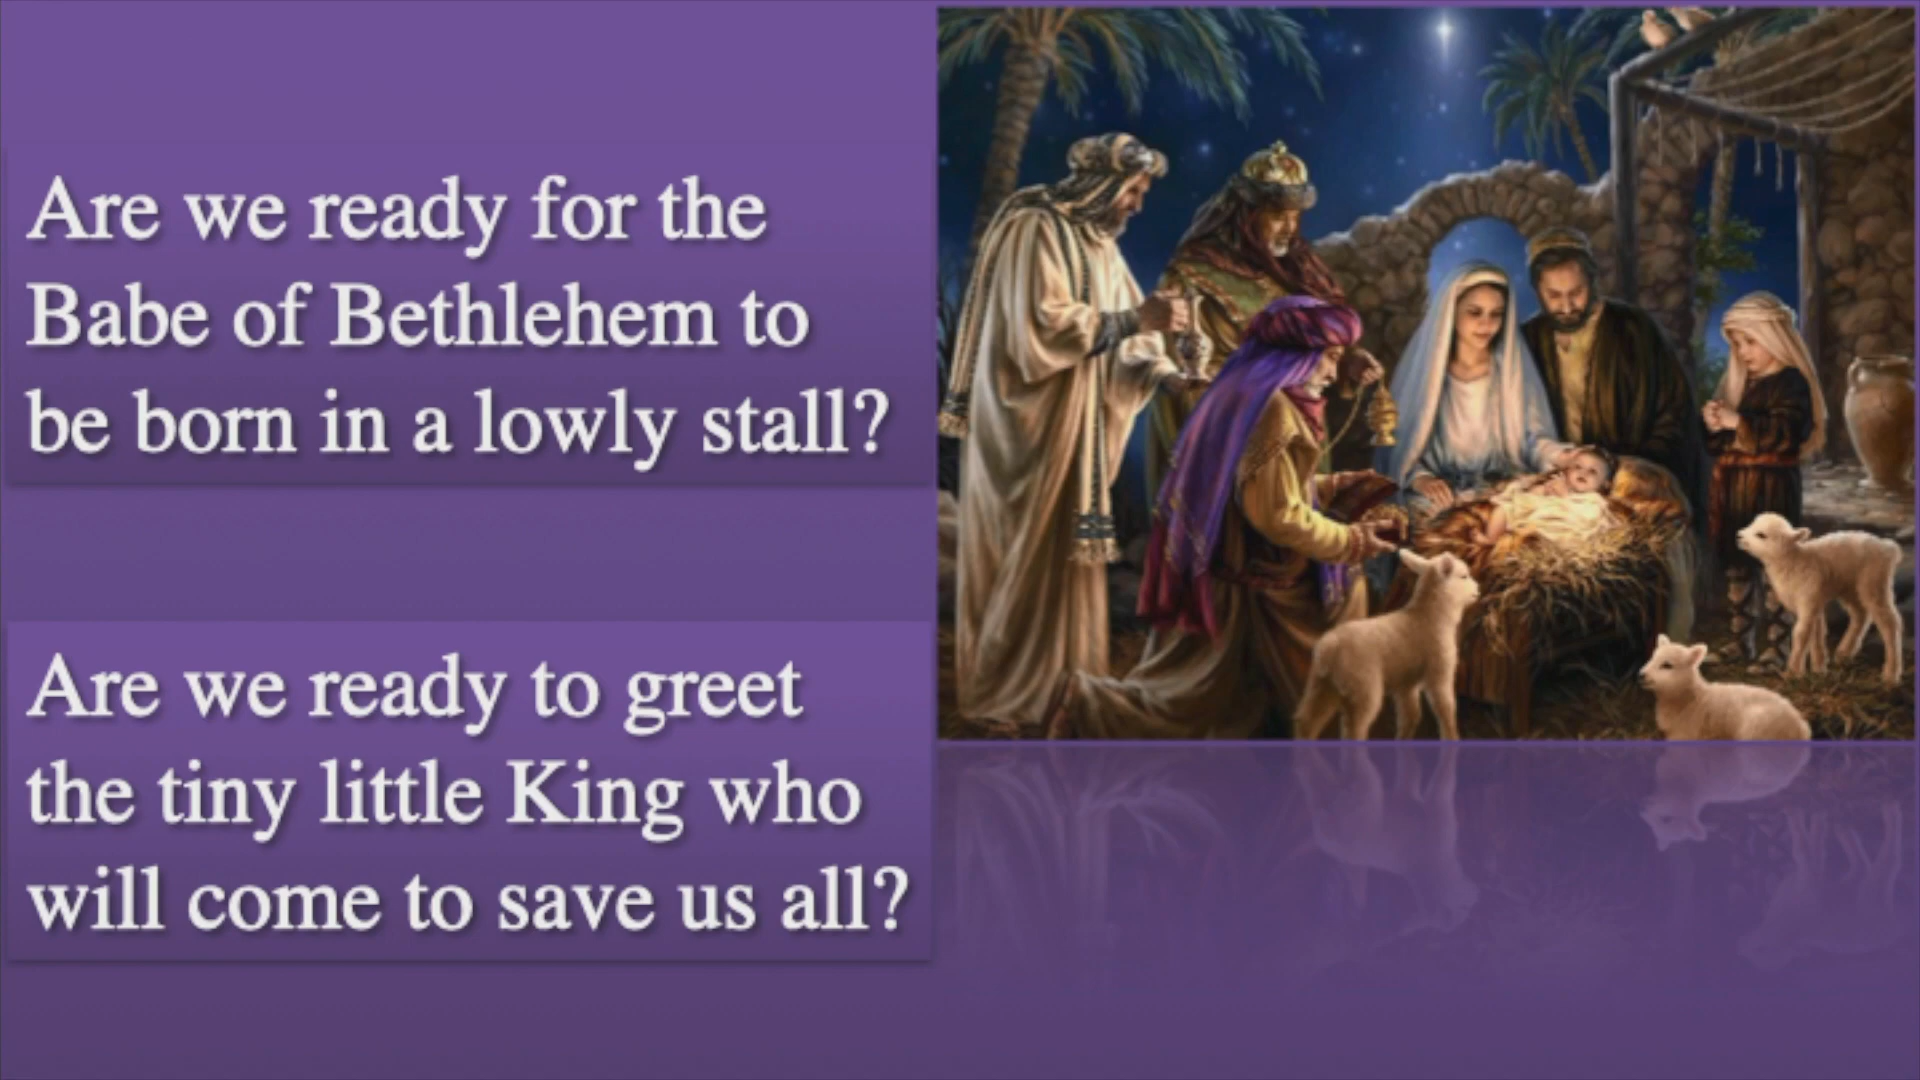 Are we ready for the
Babe of Bethlehem to
be born in a lowly stall?
Are we ready to greet
the tiny little King who
will come to save us all?